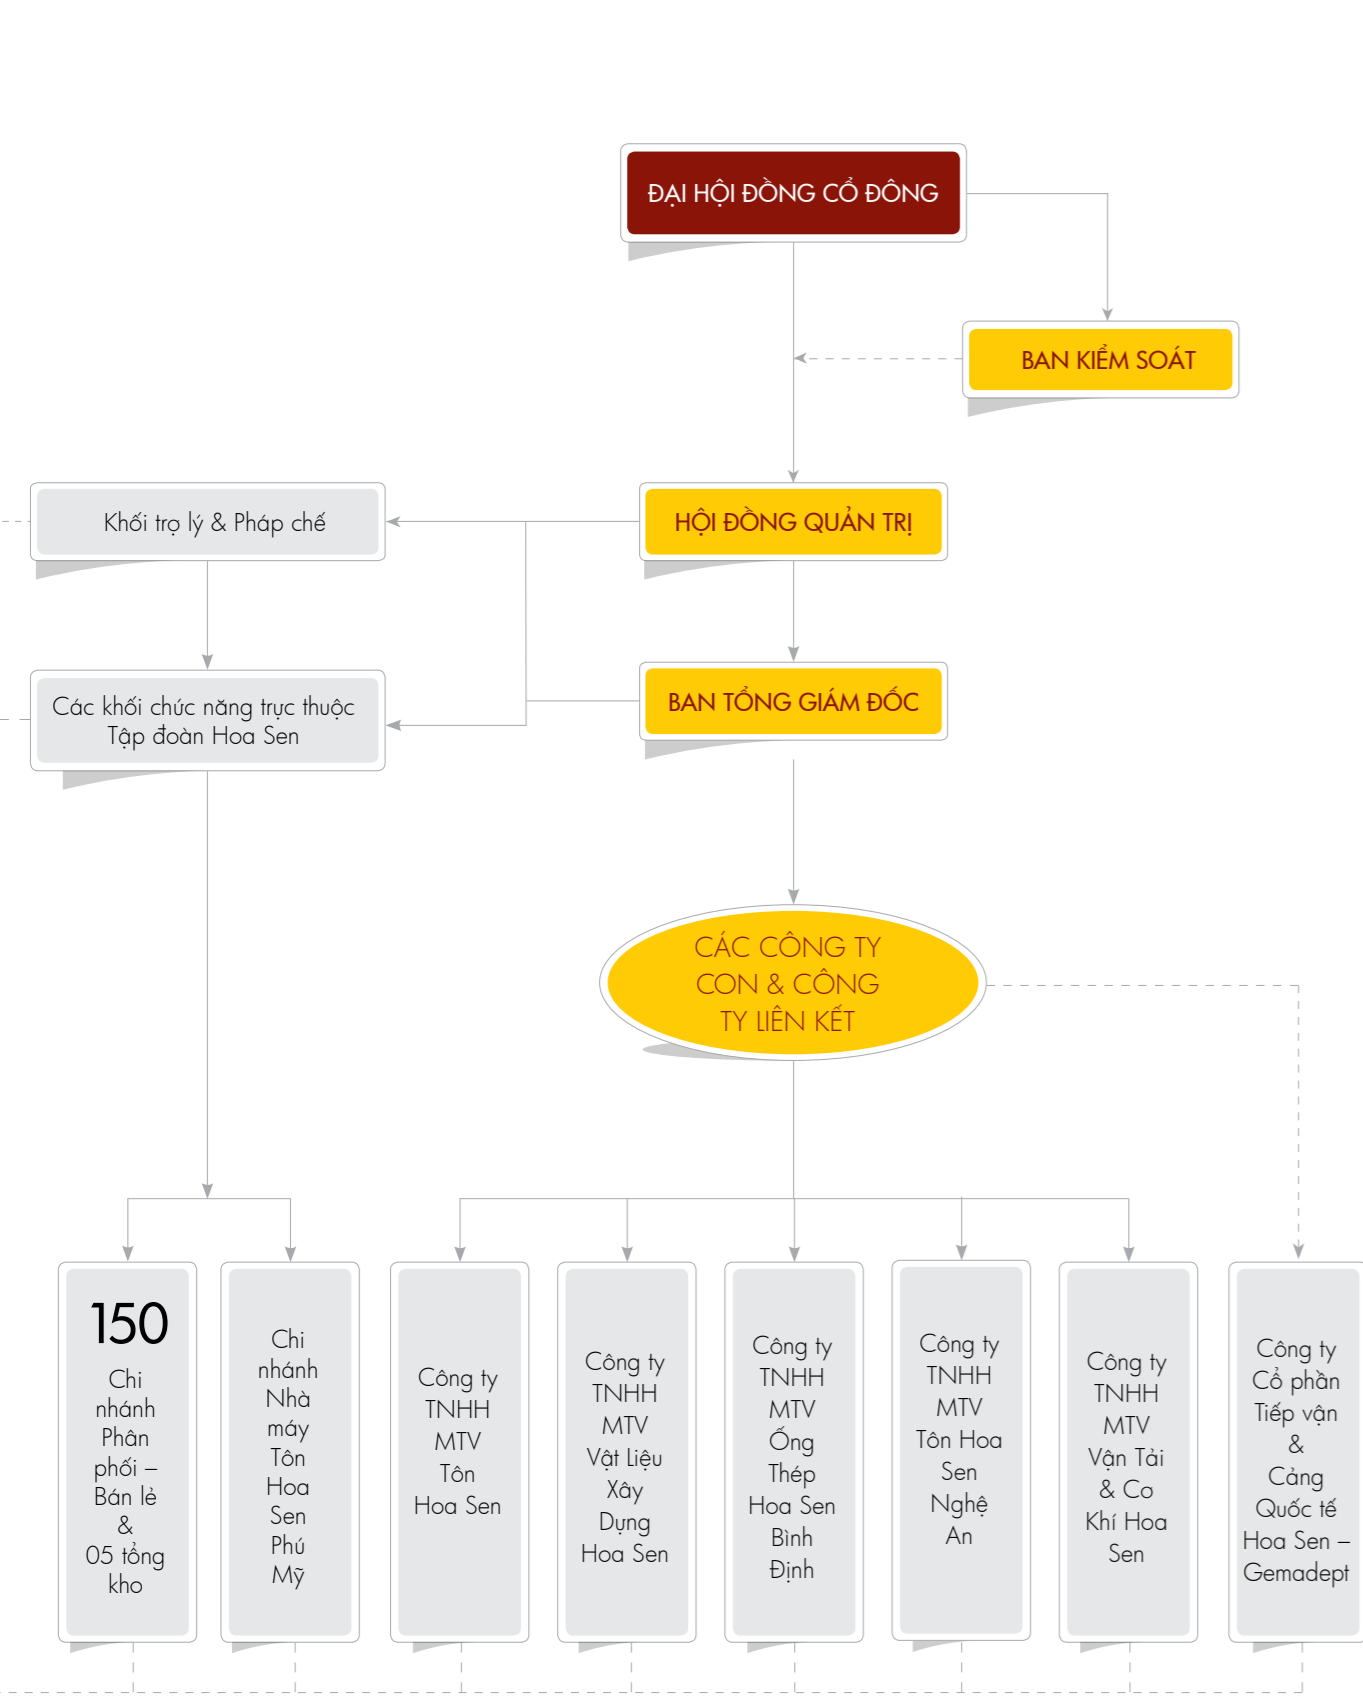 ĐẠI HỘI ĐỒNG CỔ ĐÔNG
BAN KIỂM SOÁT
Khối trợ lý & Pháp chế
HỘI ĐỒNG QUẢN TRỊ
Các khối chức năng trực thuộc
Tập đoàn Hoa Sen
BAN TỔNG GIÁM ĐỐC
CÁC CÔNG TY
CON & CÔNG
TY LIÊN KẾT
150
Chi
nhánh
Phân
phối –
Bán lẻ
&
05 tổng
kho
Chi
nhánh
Nhà
máy
Tôn
Hoa
Sen
Phú
Mỹ
Công ty
TNHH
MTV
Tôn
Hoa Sen
Công ty
TNHH
MTV
Vật Liệu
Xây
Dựng
Hoa Sen
Công ty
TNHH
MTV
Ống
Thép
Hoa Sen
Bình
Định
Công ty
TNHH
MTV
Tôn Hoa
Sen
Nghệ
An
Công ty
TNHH
MTV
Vận Tải
& Cơ
Khí Hoa
Sen
Công ty
Cổ phần
Tiếp vận
&
Cảng
Quốc tế
Hoa Sen –
Gemadept